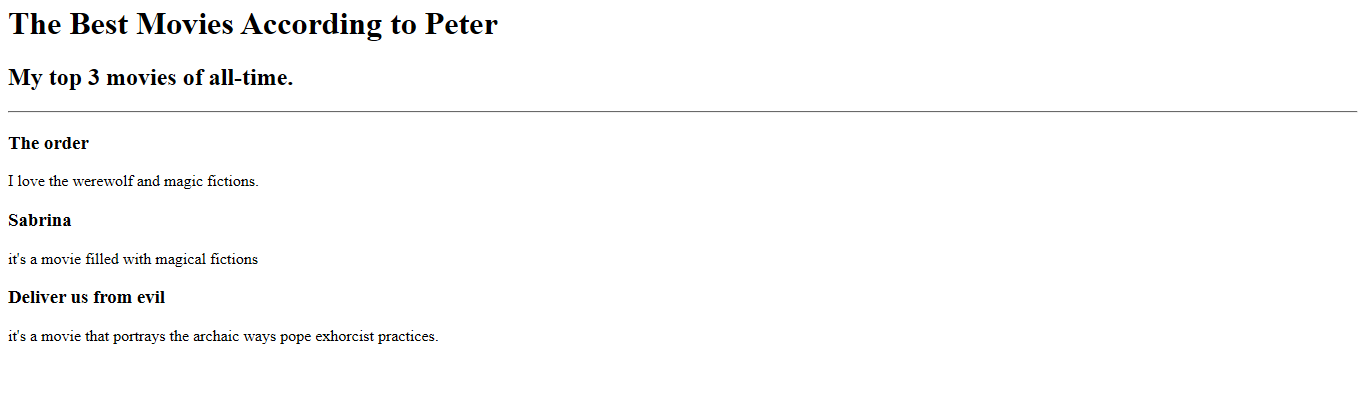 The Best Movies According to Peter
My top 3 movies of all-time.
The order
I love the werewolf and magic fictions.
Sabrina
it's a movie filled with magical fictions
Deliver us from evil
it's a movie that portrays the archaic ways pope exhorcist practices.